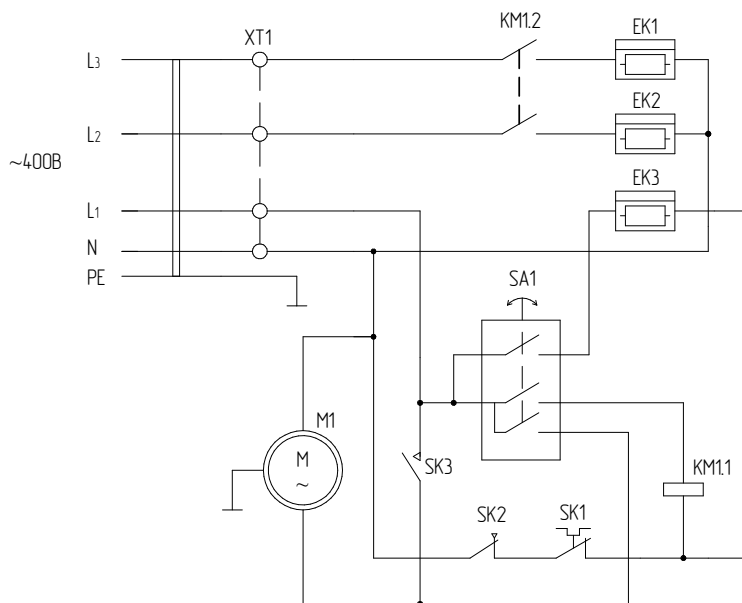 KM1.2
EK1
XT1
L3
EK2
L2
~400В
EK3
L1
N
PE
SA1
M1
M
~
SK3
KM1.1
SK2
SK1